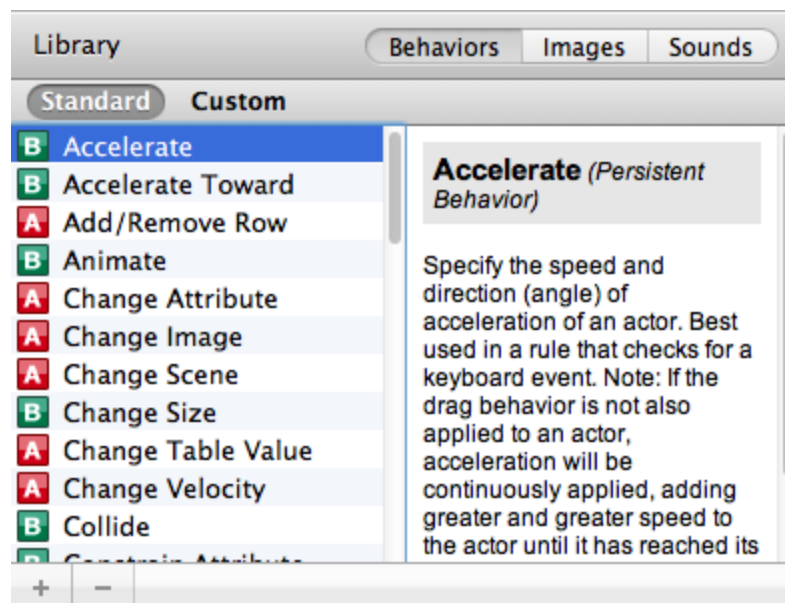 Library
Behaviors Images Sounds
Standard Custom
B Accelerate
B Accelerate Toward
A Add/Remove Row
B Animate
A Change Attribute
A Change Image
A Change Scene
B Change Size
A Change Table Value
A Change Velocity
B Collide
Constrain Attribute
Accelerate (Persistent
Behavior)
Specify the speed and
direction (angle) of
acceleration of an actor. Best
used in a rule that checks for a
keyboard event. Note: If the
drag behavior is not also
applied to an actor,
acceleration will be
continuously applied, adding
greater and greater speed to
the actor until it has reached its
+ −